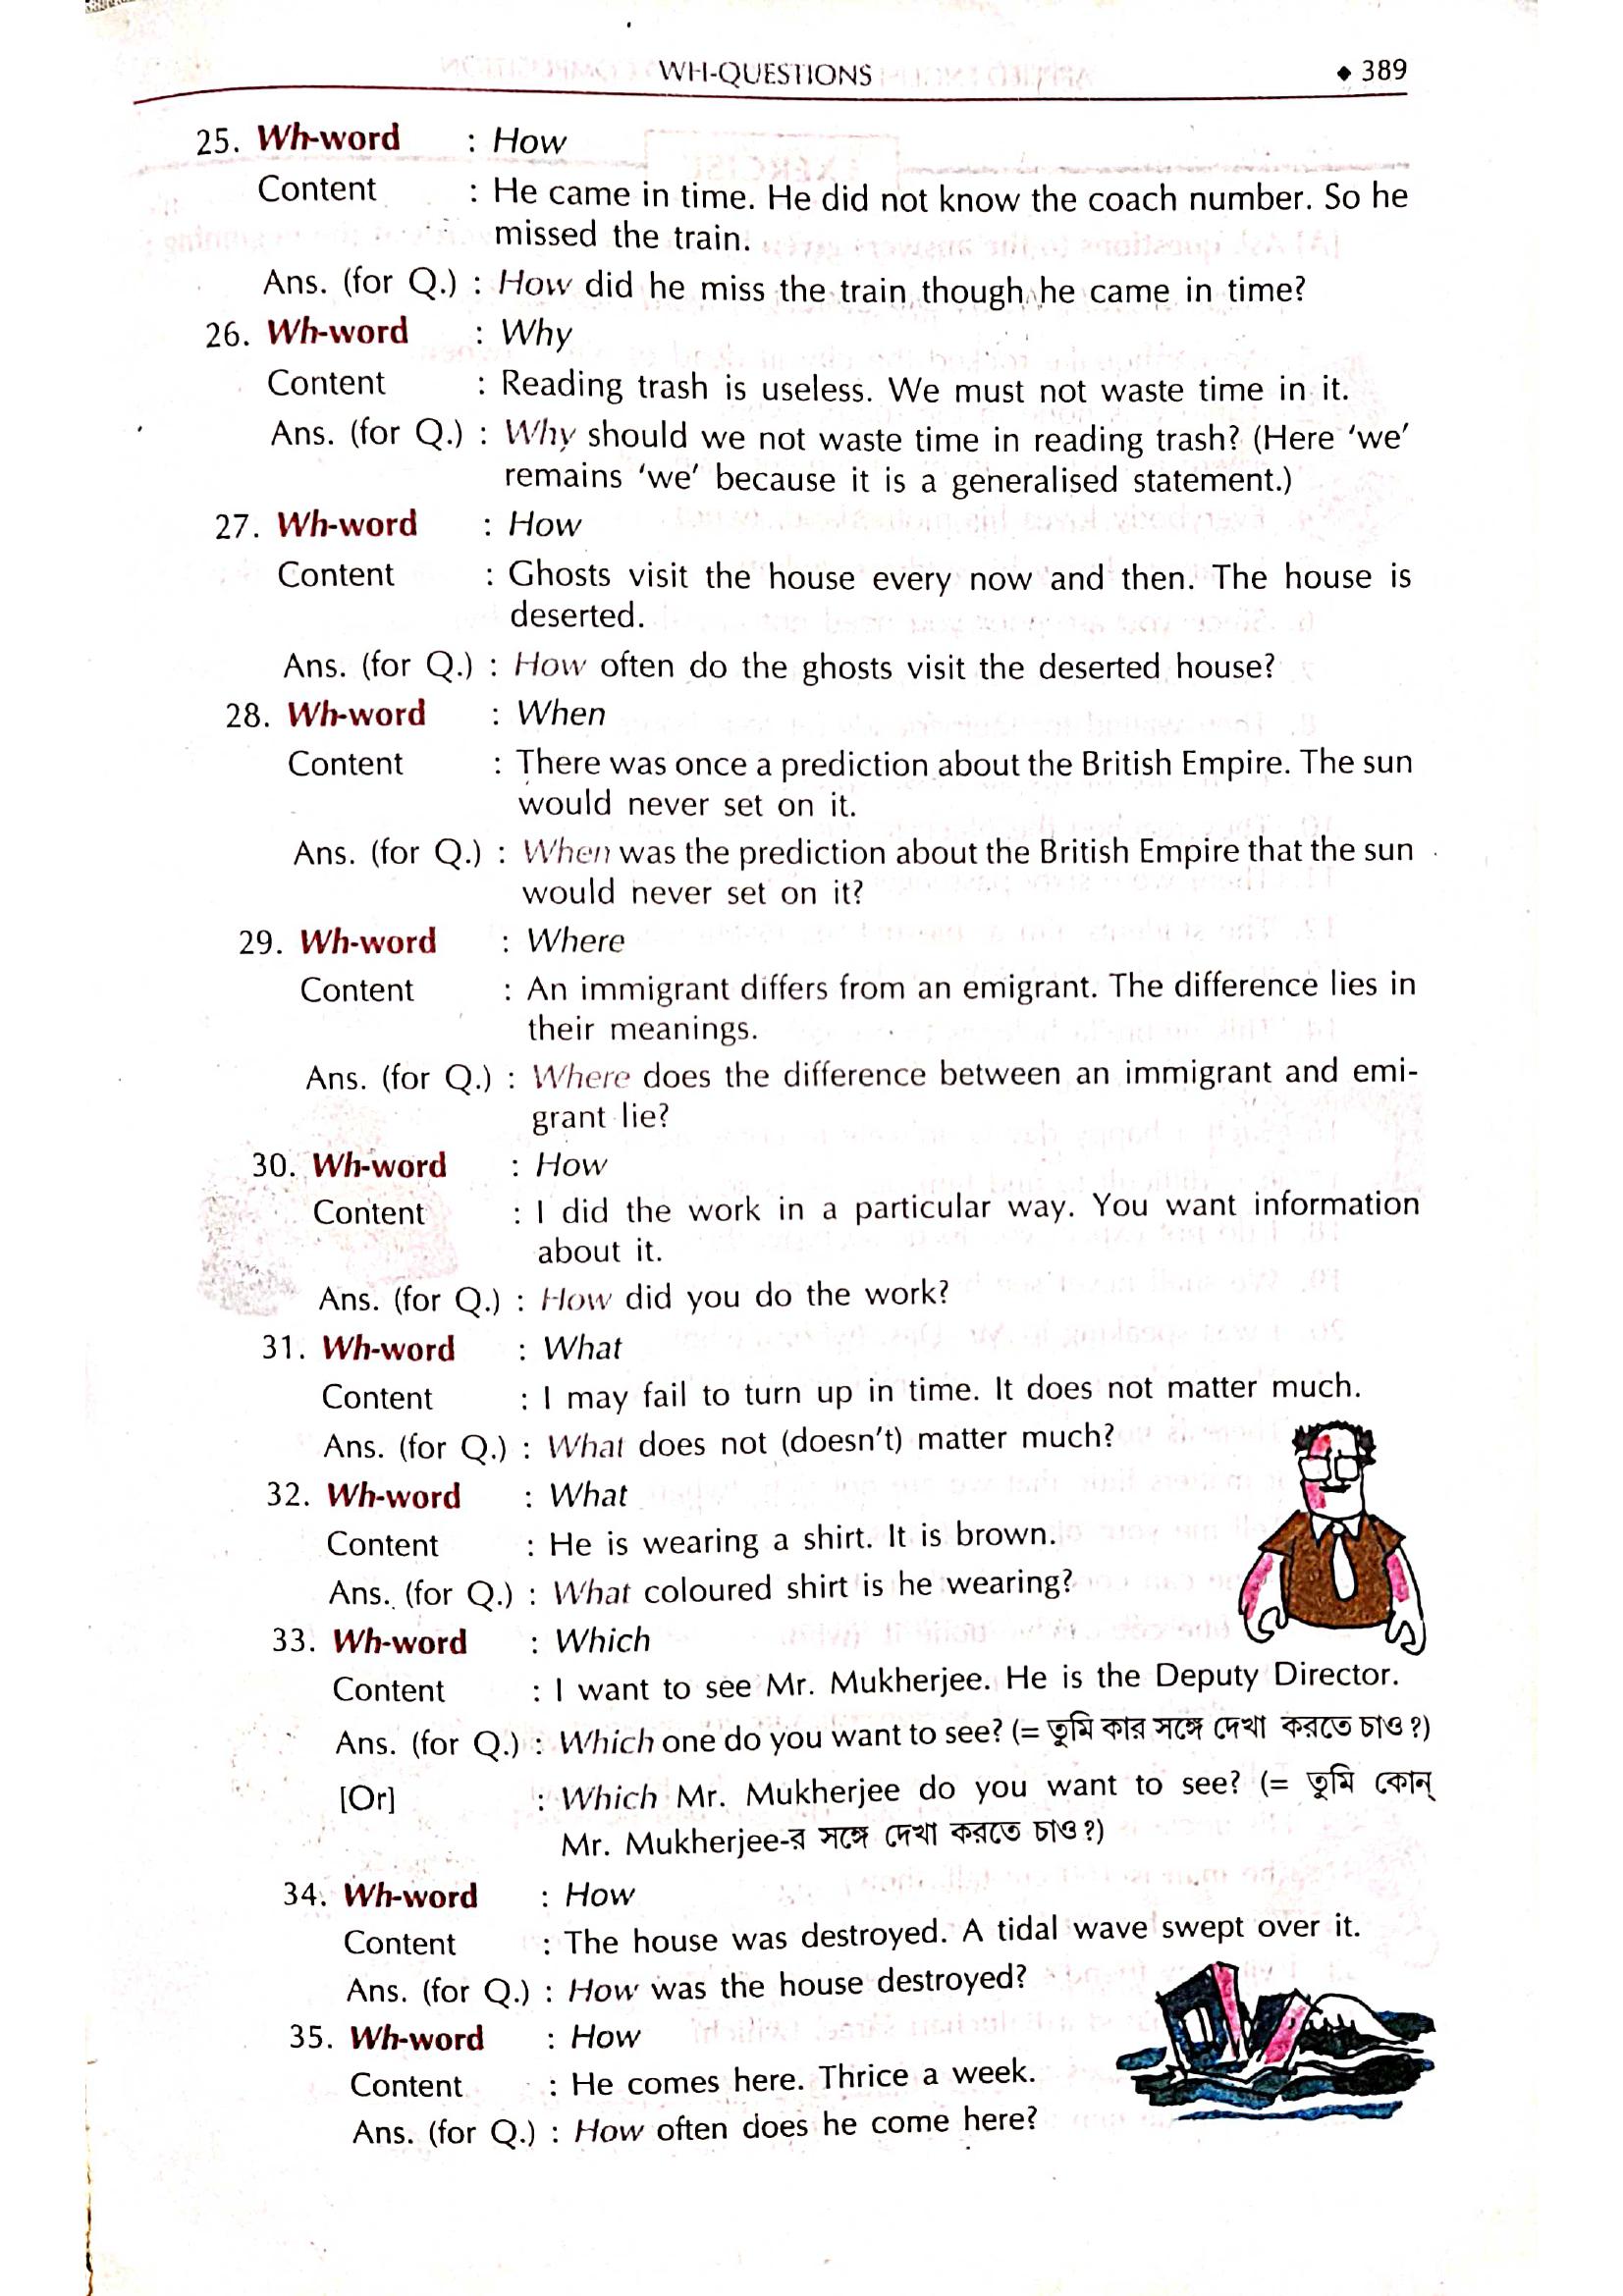 WH-QUESTIONS ◆ 389
25. Wh-word : How
Content : He came in time. He did not know the coach number. So he
missed the train.
Ans. (for Q.) : How did he miss the train though he came in time?
26. Wh-word : Why
Content : Reading trash is useless. We must not waste time in it.
Ans. (for Q.) : Why should we not waste time in reading trash? (Here ‘we’
remains ‘we’ because it is a generalised statement.)
27. Wh-word : How
Content : Ghosts visit the house every now and then. The house is
deserted.
Ans. (for Q.) : How often do the ghosts visit the deserted house?
28. Wh-word : When
Content : There was once a prediction about the British Empire. The sun
would never set on it.
Ans. (for Q.) : When was the prediction about the British Empire that the sun
would never set on it?
29. Wh-word : Where
Content : An immigrant differs from an emigrant. The difference lies in
their meanings.
Ans. (for Q.) : Where does the difference between an immigrant and emi-
grant lie?
30. Wh-word : How
Content : I did the work in a particular way. You want information
about it.
Ans. (for Q.) : How did you do the work?
31. Wh-word : What
Content : I may fail to turn up in time. It does not matter much.
Ans. (for Q.) : What does not (doesn’t) matter much?
32. Wh-word : What
Content : He is wearing a shirt. It is brown.
Ans. (for Q.) : What coloured shirt is he wearing?
33. Wh-word : Which
Content : I want to see Mr. Mukherjee. He is the Deputy Director.
Ans. (for Q.) : Which one do you want to see? (= তুমি কার সঙ্গে দেখা করতে চাও ?)
[Or] : Which Mr. Mukherjee do you want to see? (= তুমি কোন্
Mr. Mukherjee-র সঙ্গে দেখা করতে চাও ?)
34. Wh-word : How
Content : The house was destroyed. A tidal wave swept over it.
Ans. (for Q.) : How was the house destroyed?
35. Wh-word : How
Content : He comes here. Thrice a week.
Ans. (for Q.) : How often does he come here?